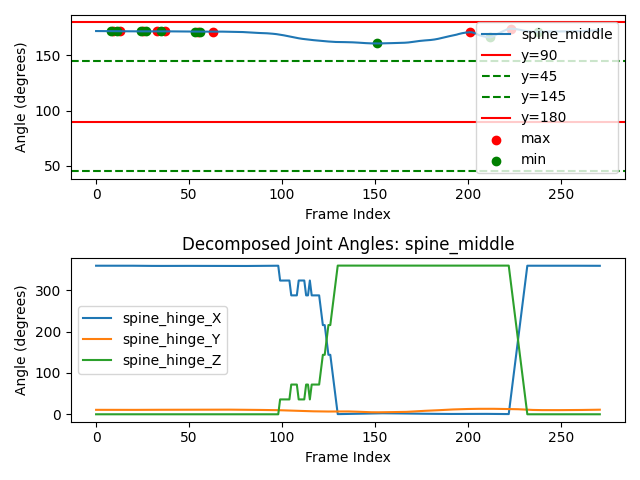 150
100
50
Angle (degrees)
spine_middle
y=90
y=45
y=145
y=180
max
min
0 50 100 150 200 250
Frame Index
Decomposed Joint Angles: spine_middle
300
200
100
0
Angle (degrees)
spine_hinge_X
spine_hinge_Y
spine_hinge_Z
0 50 100 150 200 250
Frame Index